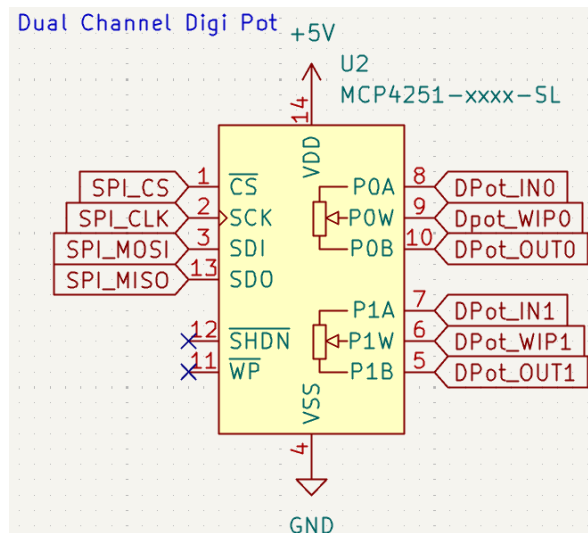 Dual Channel Digi Pot
+5V
U2
MCP4251-xxxx-SL
14
VDD
SPI_CS 1 CS P0A 8 DPot_IN0
SPI_CLK 2 SCK P0W 9 Dpot_WIP0
SPI_MOSI 3 SDI P0B 10 DPot_OUT0
SPI_MISO 13 SDO
P1A 7 DPot_IN1
12 SHDN P1W 6 DPot_WIP1
11 WP P1B 5 DPot_OUT1
VSS
4
GND